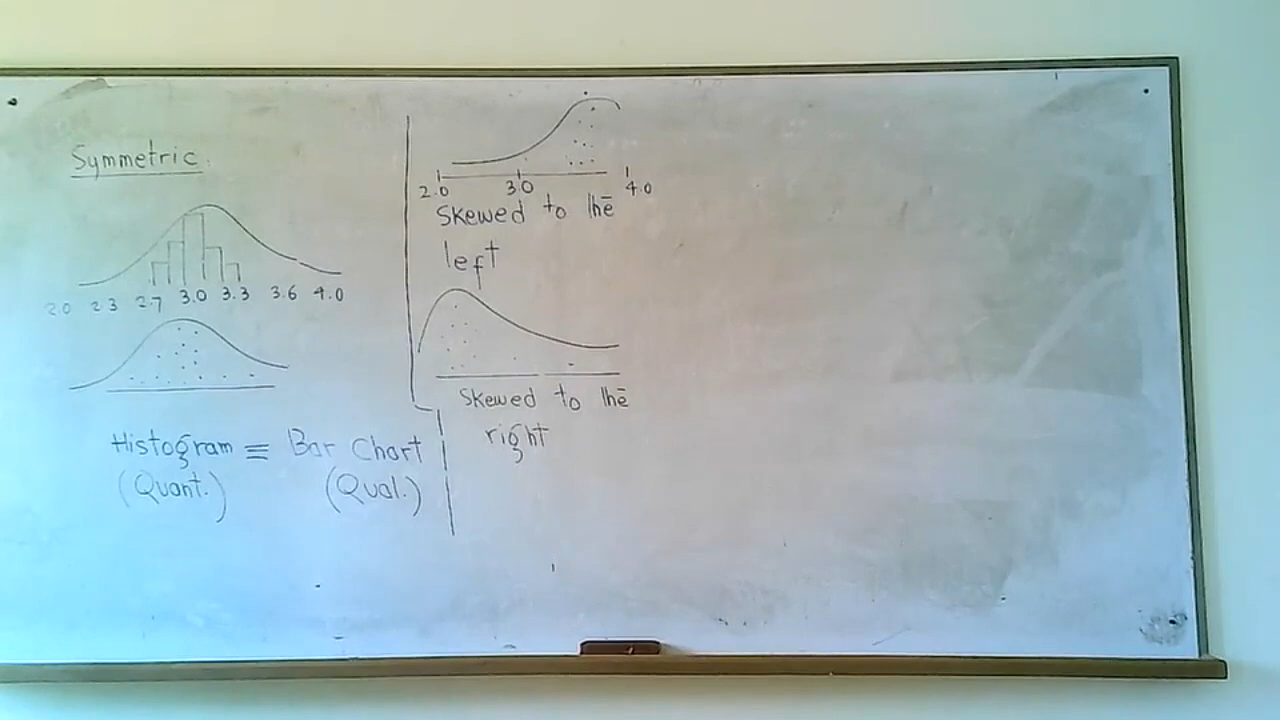 Symmetric.
2.0 2.3 2.7 3.0 3.3 3.6 4.0
Histogram ≡ Bar Chart
(Quant.) (Qual.)
2.0 3.0 4.0
Skewed to the
left
Skewed to the
right